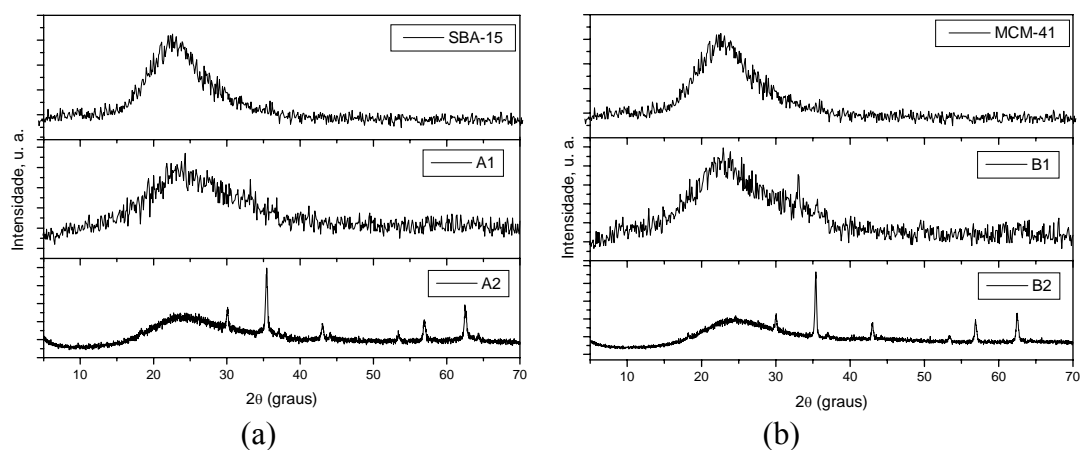 SBA-15
A1
A2
Intensidade, u. a.
10 20 30 40 50 60 70
2θ (graus)
(a)
MCM-41
B1
B2
Intensidade, u. a.
10 20 30 40 50 60 70
2θ (graus)
(b)